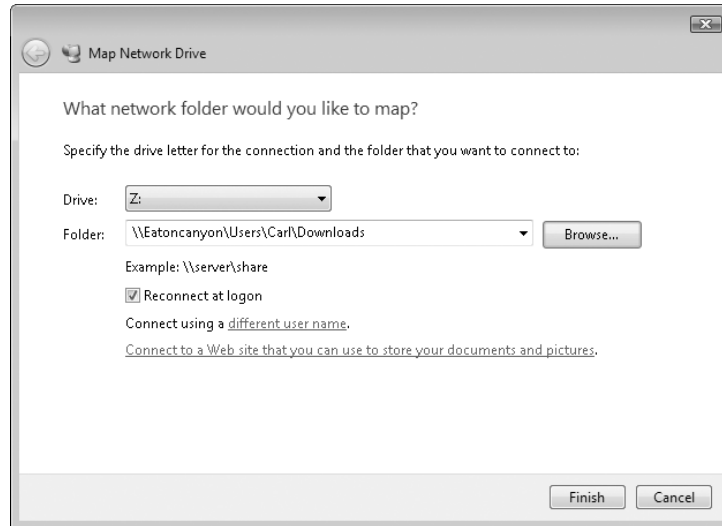 Map Network Drive
What network folder would you like to map?
Specify the drive letter for the connection and the folder that you want to connect to:
Drive: Z:
Folder: \\Eatoncanyon\Users\Carl\Downloads Browse...
Example: \\server\share
Reconnect at logon
Connect using a different user name.
Connect to a Web site that you can use to store your documents and pictures.
Finish Cancel